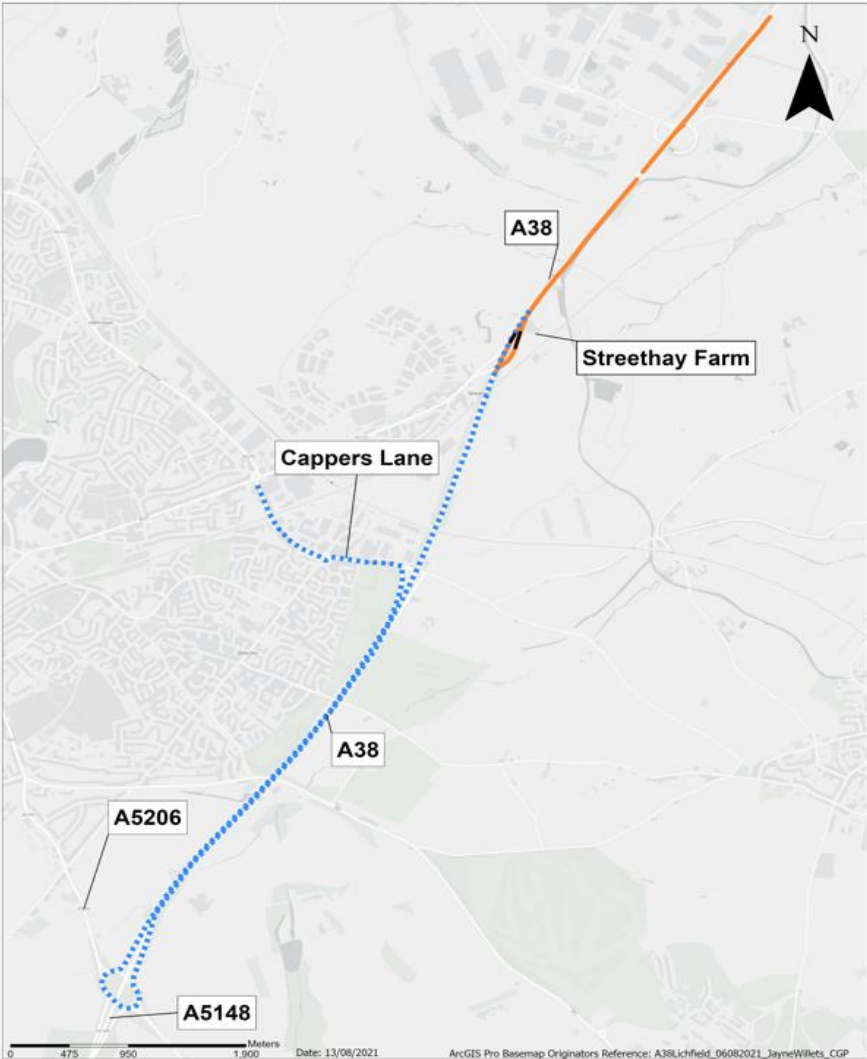 N
A38
Streethay Farm
Cappers Lane
A38
A5206
A5148
Meters
0 475 950 1,900
Date: 13/08/2021
ArcGIS Pro Basemap Originators Reference: A38Lichfield_06082021_JayneWillets_CGP